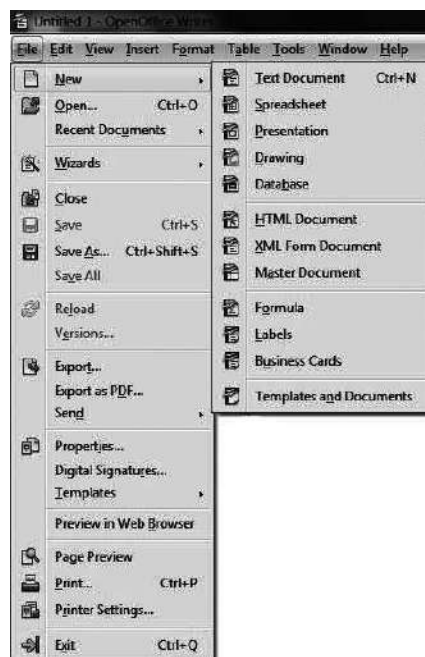 Untitled 1 - OpenOffice Writer
File Edit View Insert Format Table Tools Window Help
New
Open... Ctrl+O
Recent Documents
Wizards
Close
Save Ctrl+S
Save As... Ctrl+Shift+S
Save All
Reload
Versions...
Export...
Export as PDF...
Send
Properties...
Digital Signatures...
Templates
Preview in Web Browser
Page Preview
Print... Ctrl+P
Printer Settings...
Exit Ctrl+Q
Text Document Ctrl+N
Spreadsheet
Presentation
Drawing
Database
HTML Document
XML Form Document
Master Document
Formula
Labels
Business Cards
Templates and Documents